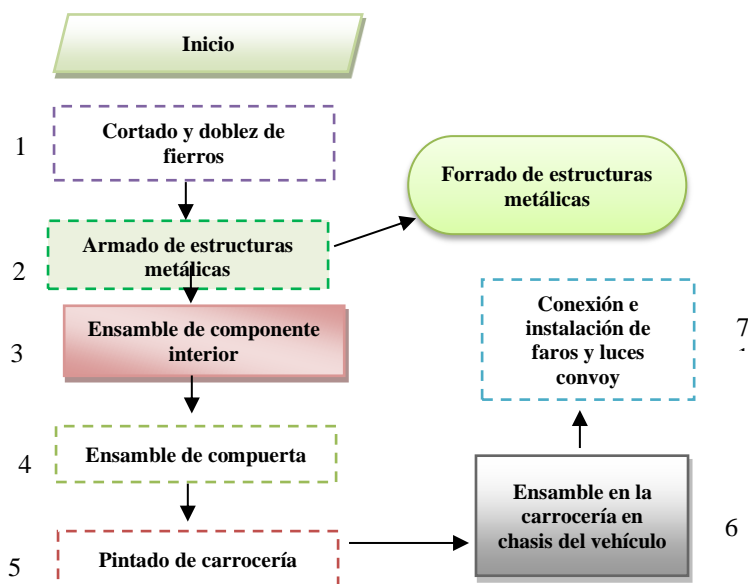 Inicio
1
Cortado y doblez de
fierros
Forrado de estructuras
metálicas
2
Armado de estructuras
metálicas
3
Ensamble de componente
interior
Conexión e
instalación de
faros y luces
convoy
7
4
Ensamble de compuerta
Ensamble en la
carrocería en
chasis del vehículo
6
5
Pintado de carrocería